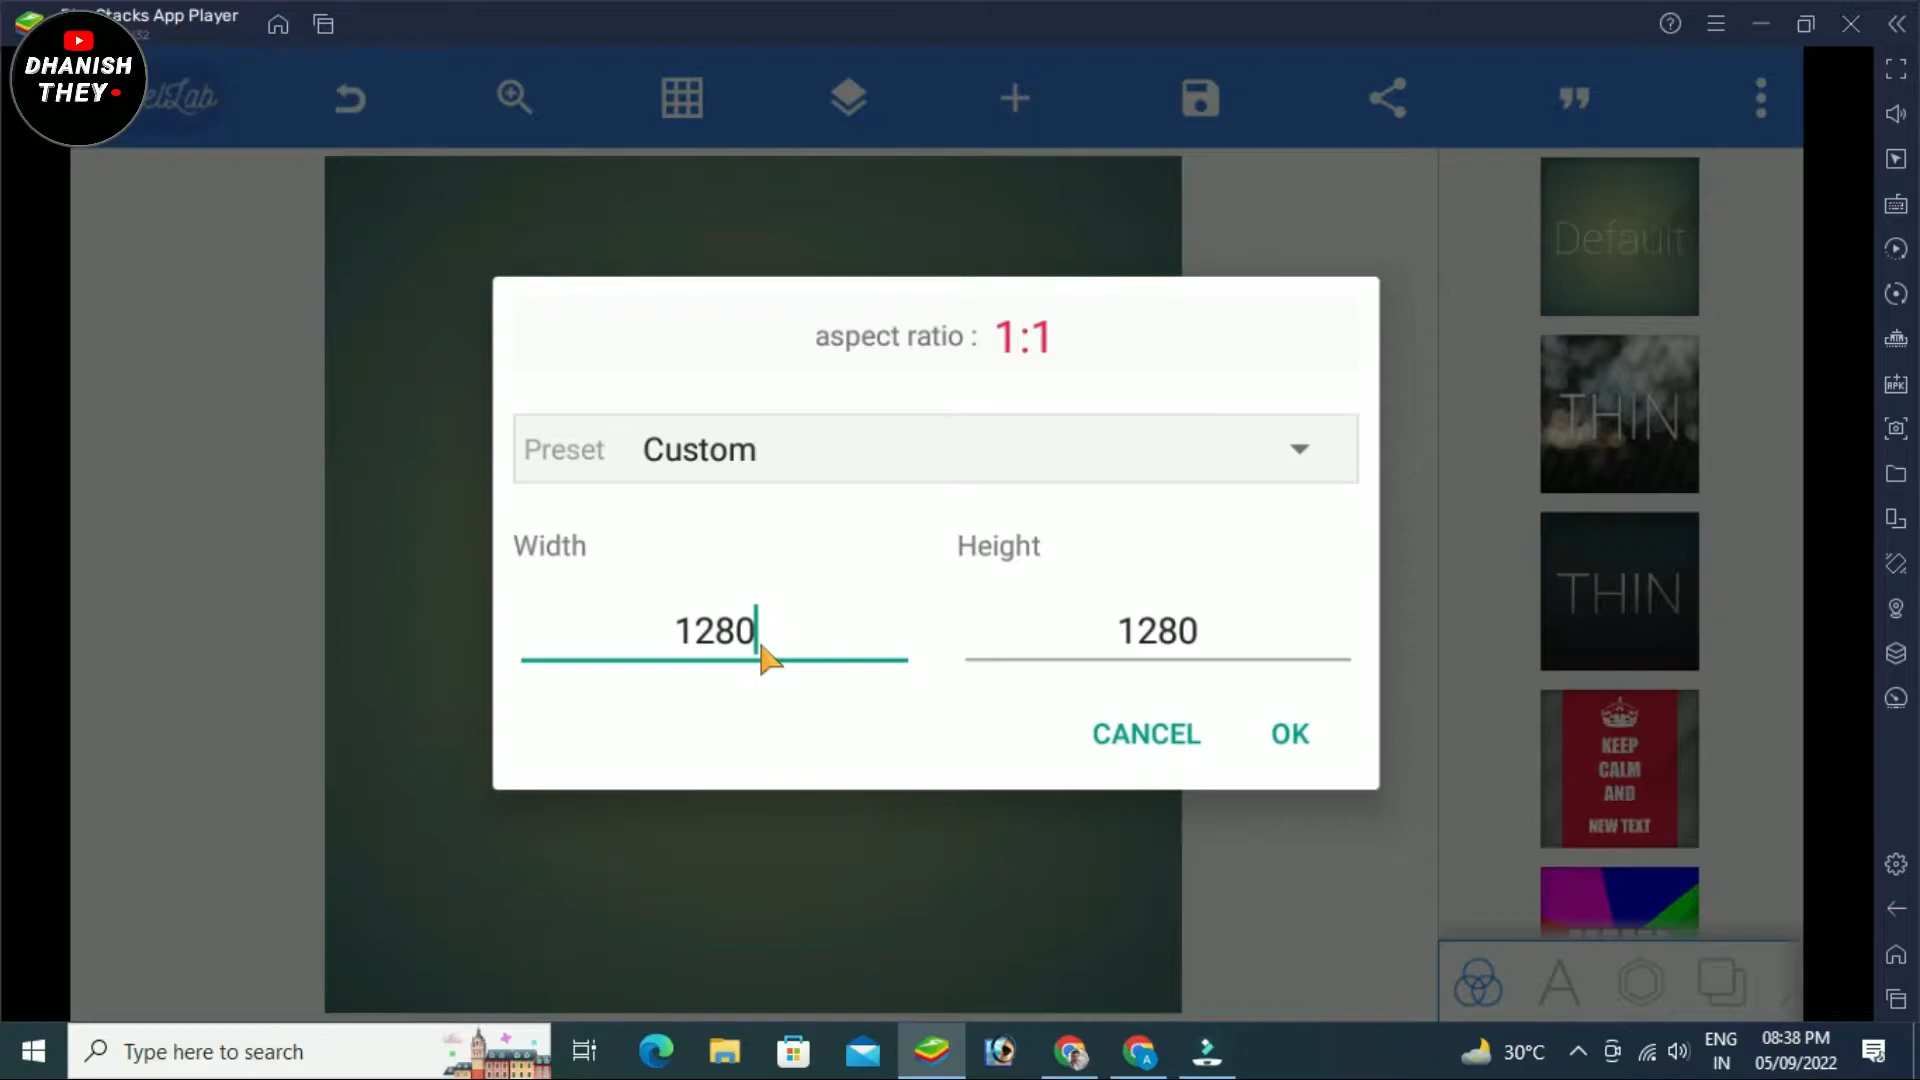 Stacks App Player
DHANISH
THEY
elLab
aspect ratio : 1:1
Preset Custom
Width Height
1280 1280
CANCEL OK
Default
THIN
THIN
KEEP
CALM
AND
NEW TEXT
Type here to search
30°C
ENG
IN
08:38 PM
05/09/2022